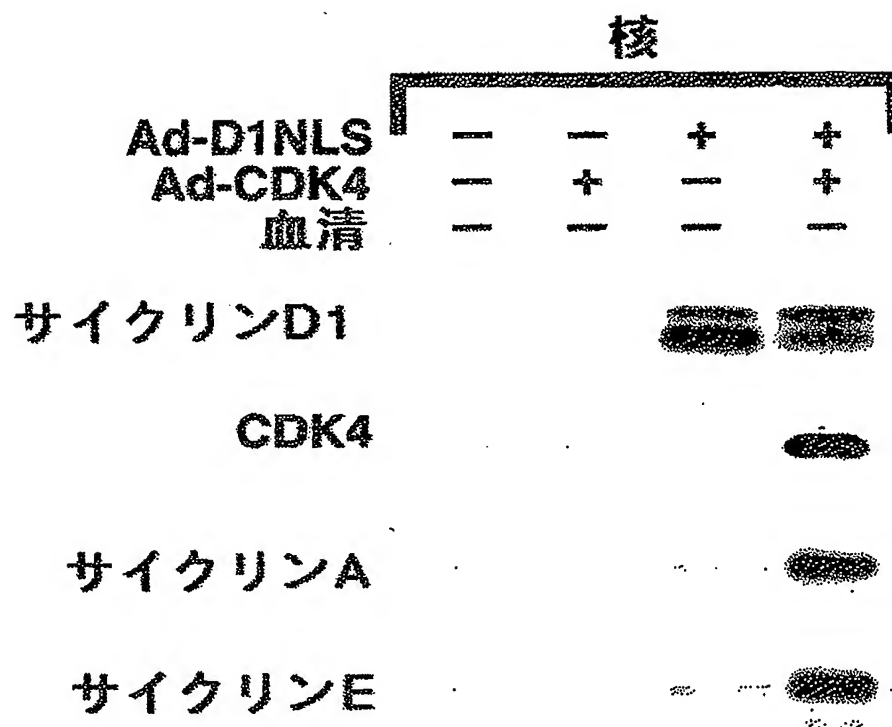 核
Ad-D1NLS − − + +
Ad-CDK4 − + − +
血清 − − − −
サイクリンD1
CDK4
サイクリンA
サイクリンE